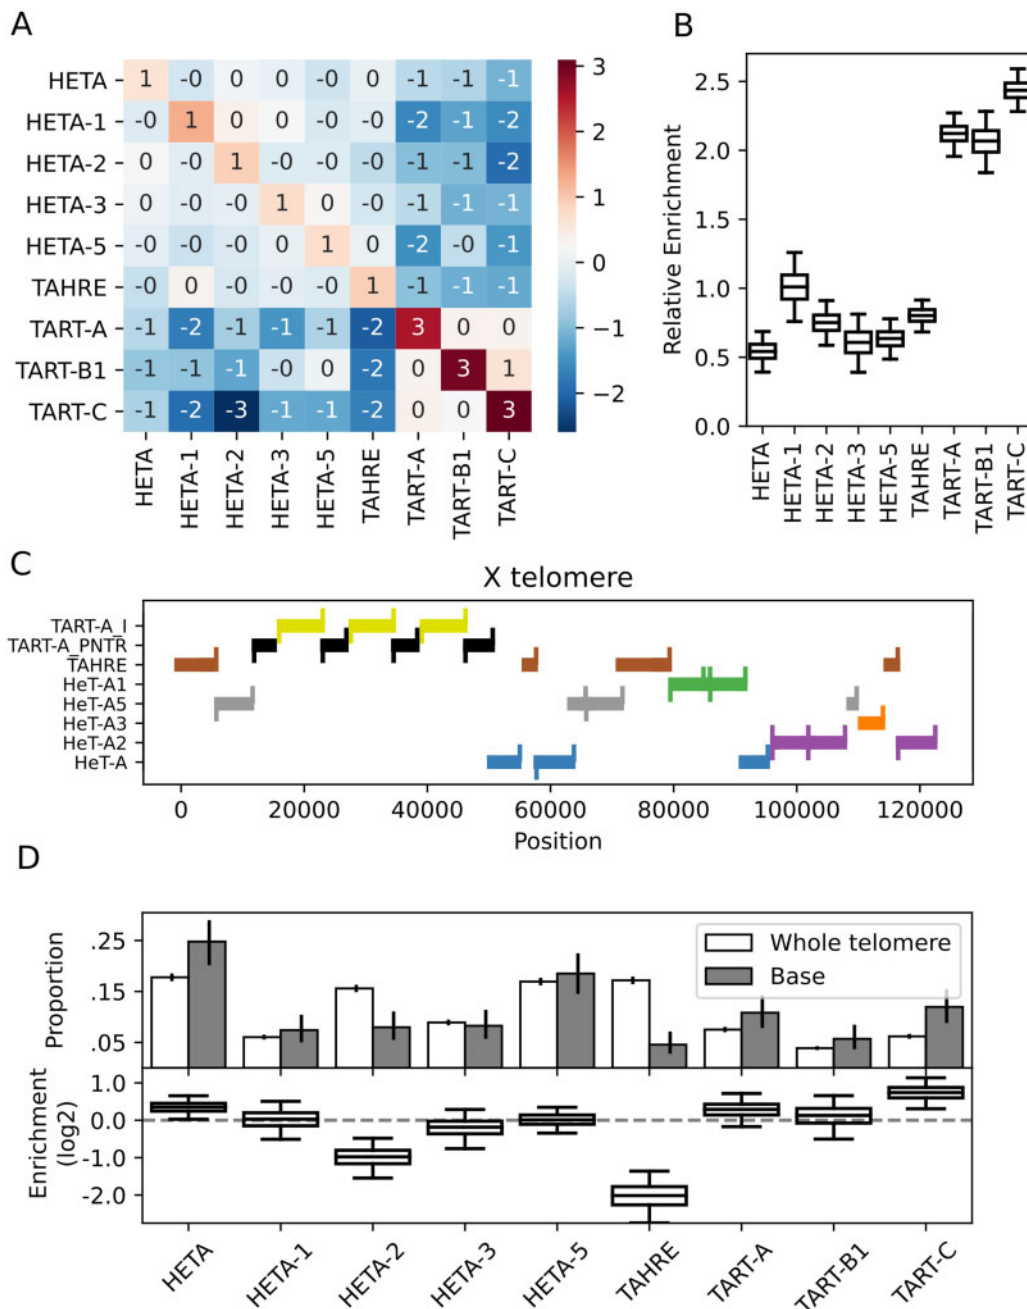 A
HETA 1 -0 0 0 -0 0 -1 -1 -1
HETA-1 -0 1 0 0 -0 -0 -2 -1 -2
HETA-2 0 -0 1 -0 -0 -0 -1 -1 -2
HETA-3 0 -0 -0 1 0 -0 -1 -1 -1
HETA-5 -0 -0 -0 0 1 0 -2 -0 -1
TAHRE -0 0 -0 -0 -0 1 -1 -1 -1
TART-A -1 -2 -1 -1 -1 -2 3 0 0
TART-B1 -1 -1 -1 -0 0 -2 0 3 1
TART-C -1 -2 -3 -1 -1 -2 0 0 3
HETA HETA-1 HETA-2 HETA-3 HETA-5 TAHRE TART-A TART-B1 TART-C
3
2
1
0
−1
−2
B
Relative Enrichment
2.5
2.0
1.5
1.0
0.5
0.0
HETA HETA-1 HETA-2 HETA-3 HETA-5 TAHRE TART-A TART-B1 TART-C
C
X telomere
TART-A_I
TART-A_PNTR
TAHRE
HeT-A1
HeT-A5
HeT-A3
HeT-A2
HeT-A
0 20000 40000 60000 80000 100000 120000
Position
D
Proportion
.25
.15
.05
Whole telomere
Base
Enrichment
(log2)
1.0
0.0
-1.0
-2.0
HETA HETA-1 HETA-2 HETA-3 HETA-5 TAHRE TART-A TART-B1 TART-C